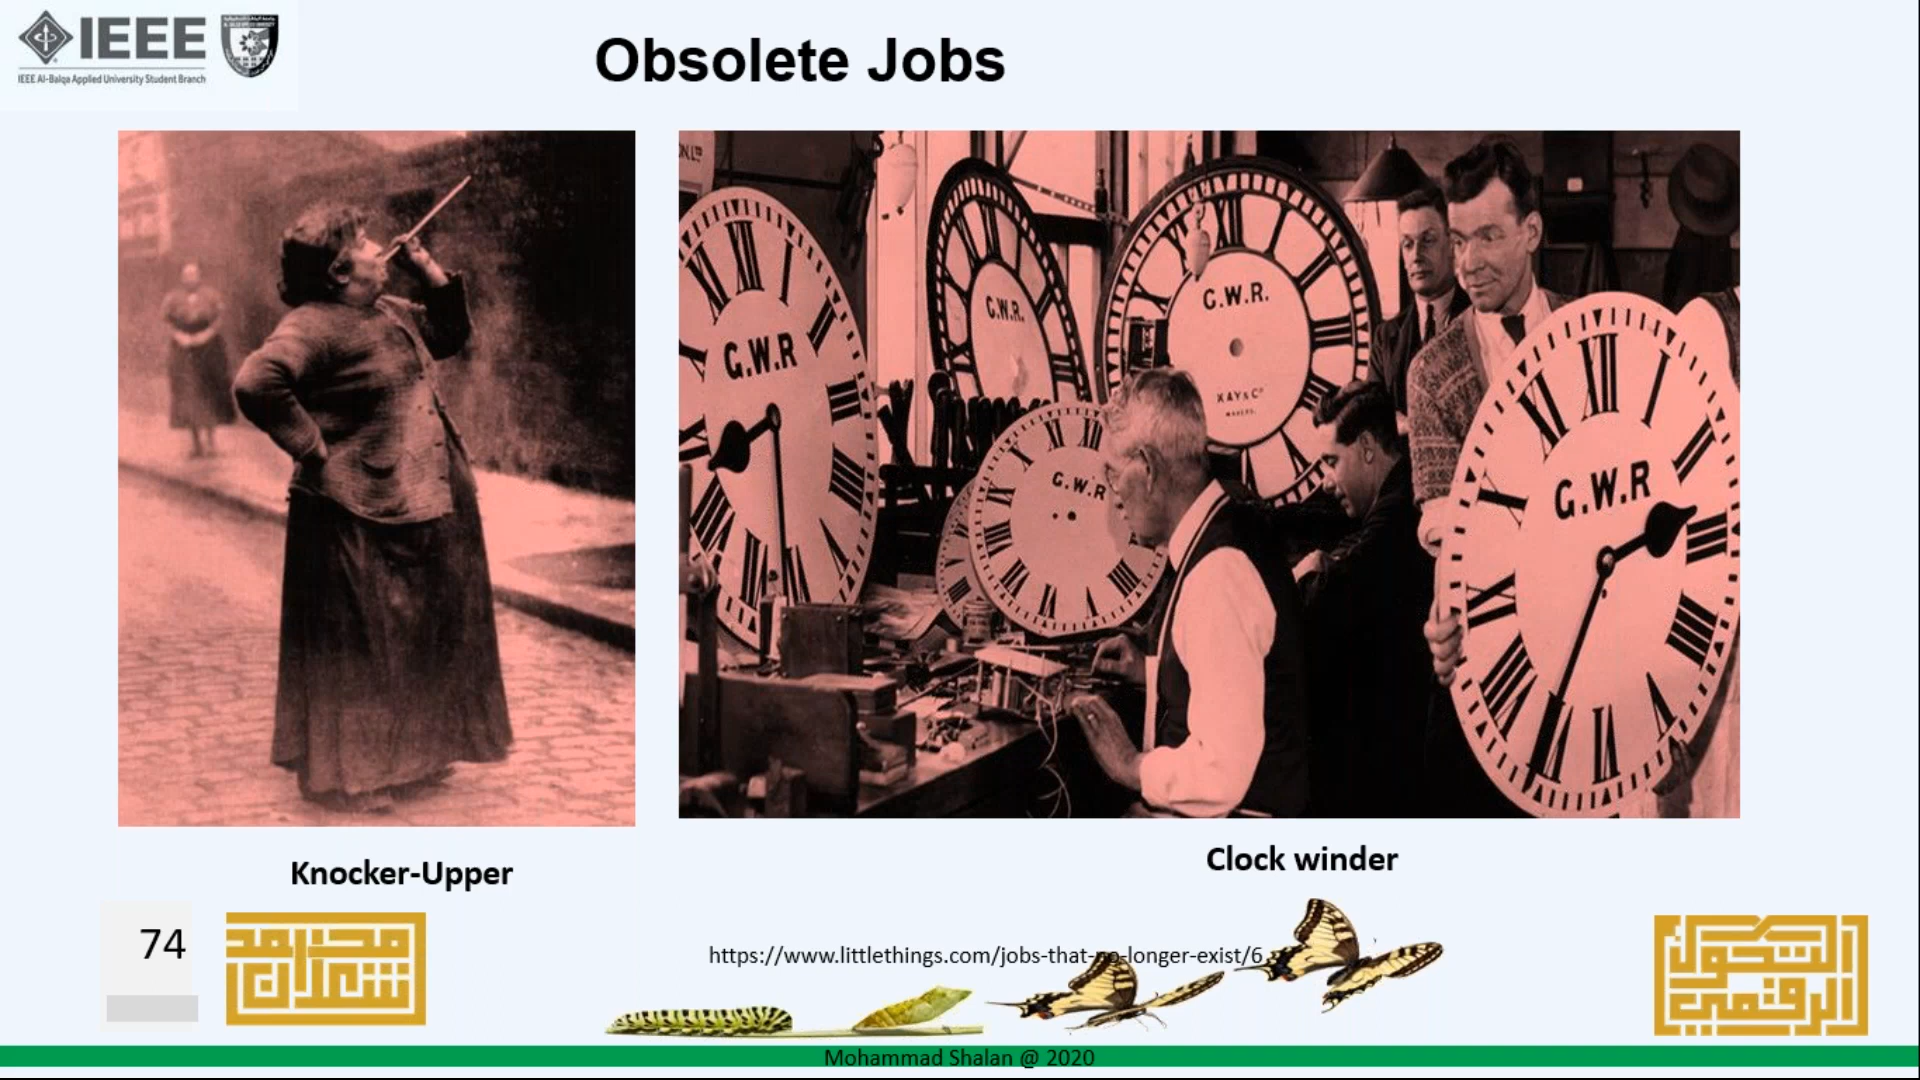 IEEE
IEEE Al-Balqa Applied University Student Branch
Obsolete Jobs
G.W.R
G.W.R.
G.W.R.
KAY & Cº
MAKERS.
G.W.R
G.W.R
Knocker-Upper
Clock winder
74
محمد
شعلان
https://www.littlethings.com/jobs-that-no-longer-exist/6
التحول
الرقمي
Mohammad Shalan @ 2020